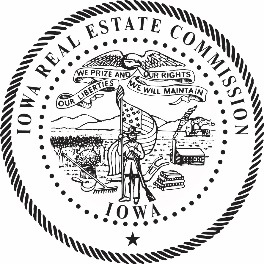 IOWA REAL ESTATE COMMISSION
WE PRIZE AND OUR RIGHTS
OUR LIBERTIES WE WILL MAINTAIN
IOWA